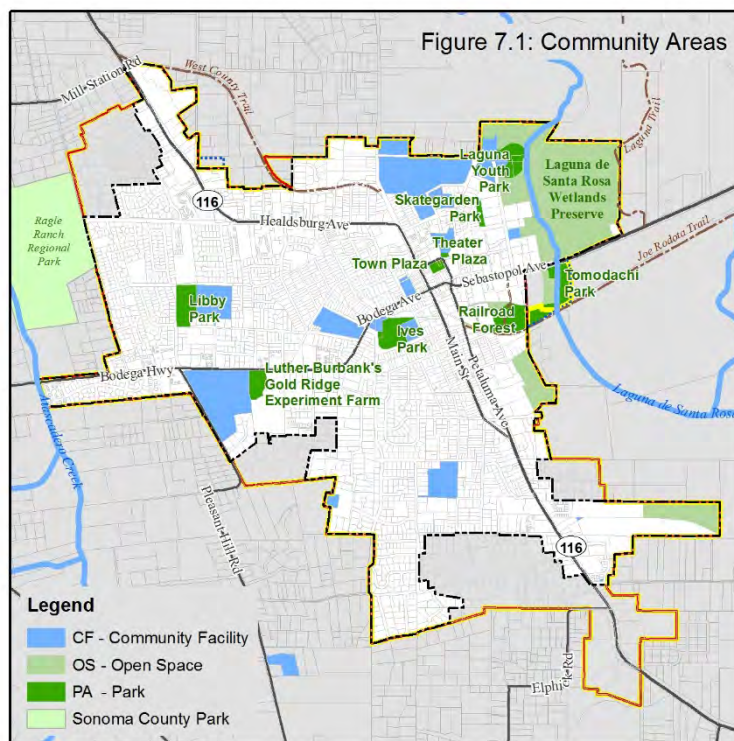 Figure 7.1: Community Areas
Mill Station Rd
West County Trail
Laguna Trail
Laguna
Youth
Park
Laguna de
Santa Rosa
Wetlands
Preserve
116
Skategarden
Park
Healdsburg Ave
Ragle
Ranch
Regional
Park
Theater
Plaza
Joe Rodota Trail
Town Plaza
Sebastopol Ave
Tomodachi
Park
Libby
Park
Bodega Ave
Railroad
Forest
Ives
Park
Main St
Petaluma Ave
Bodega Hwy
Luther Burbank's
Gold Ridge
Experiment Farm
Laguna de Santa Rosa
Atascadero Creek
Pleasant Hill Rd
116
Elphick Rd
Legend
CF - Community Facility
OS - Open Space
PA - Park
Sonoma County Park